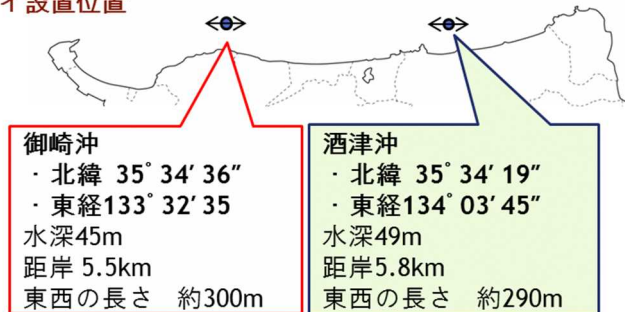 イ設置位置
御崎沖
・北緯 35ﾟ34′36″
・東経133ﾟ32′35
水深45m
距岸 5.5km
東西の長さ 約300m
酒津沖
・北緯 35ﾟ34′19″
・東経134ﾟ03′45″
水深49m
距岸 5.8km
東西の長さ 約290m